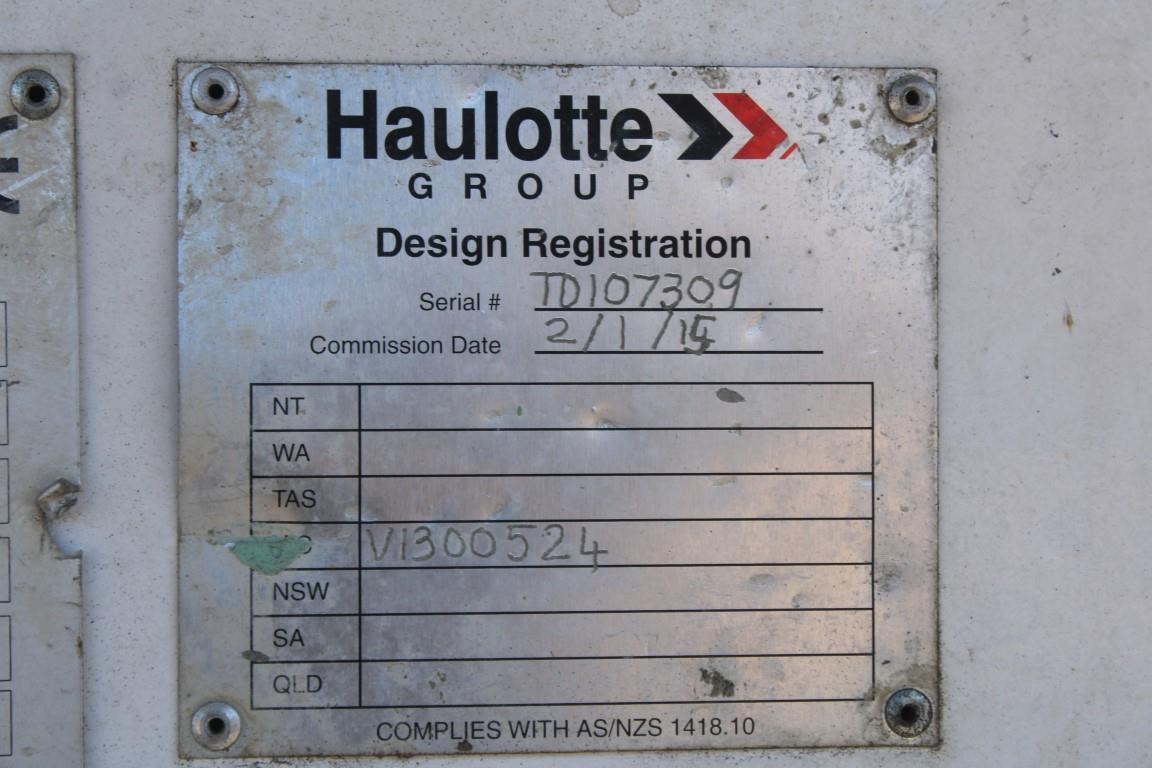 Haulotte
GROUP
Design Registration
Serial # TD107309
Commission Date 2/1/15
NT
WA
TAS
V1300524
NSW
SA
QLD
COMPLIES WITH AS/NZS 1418.10